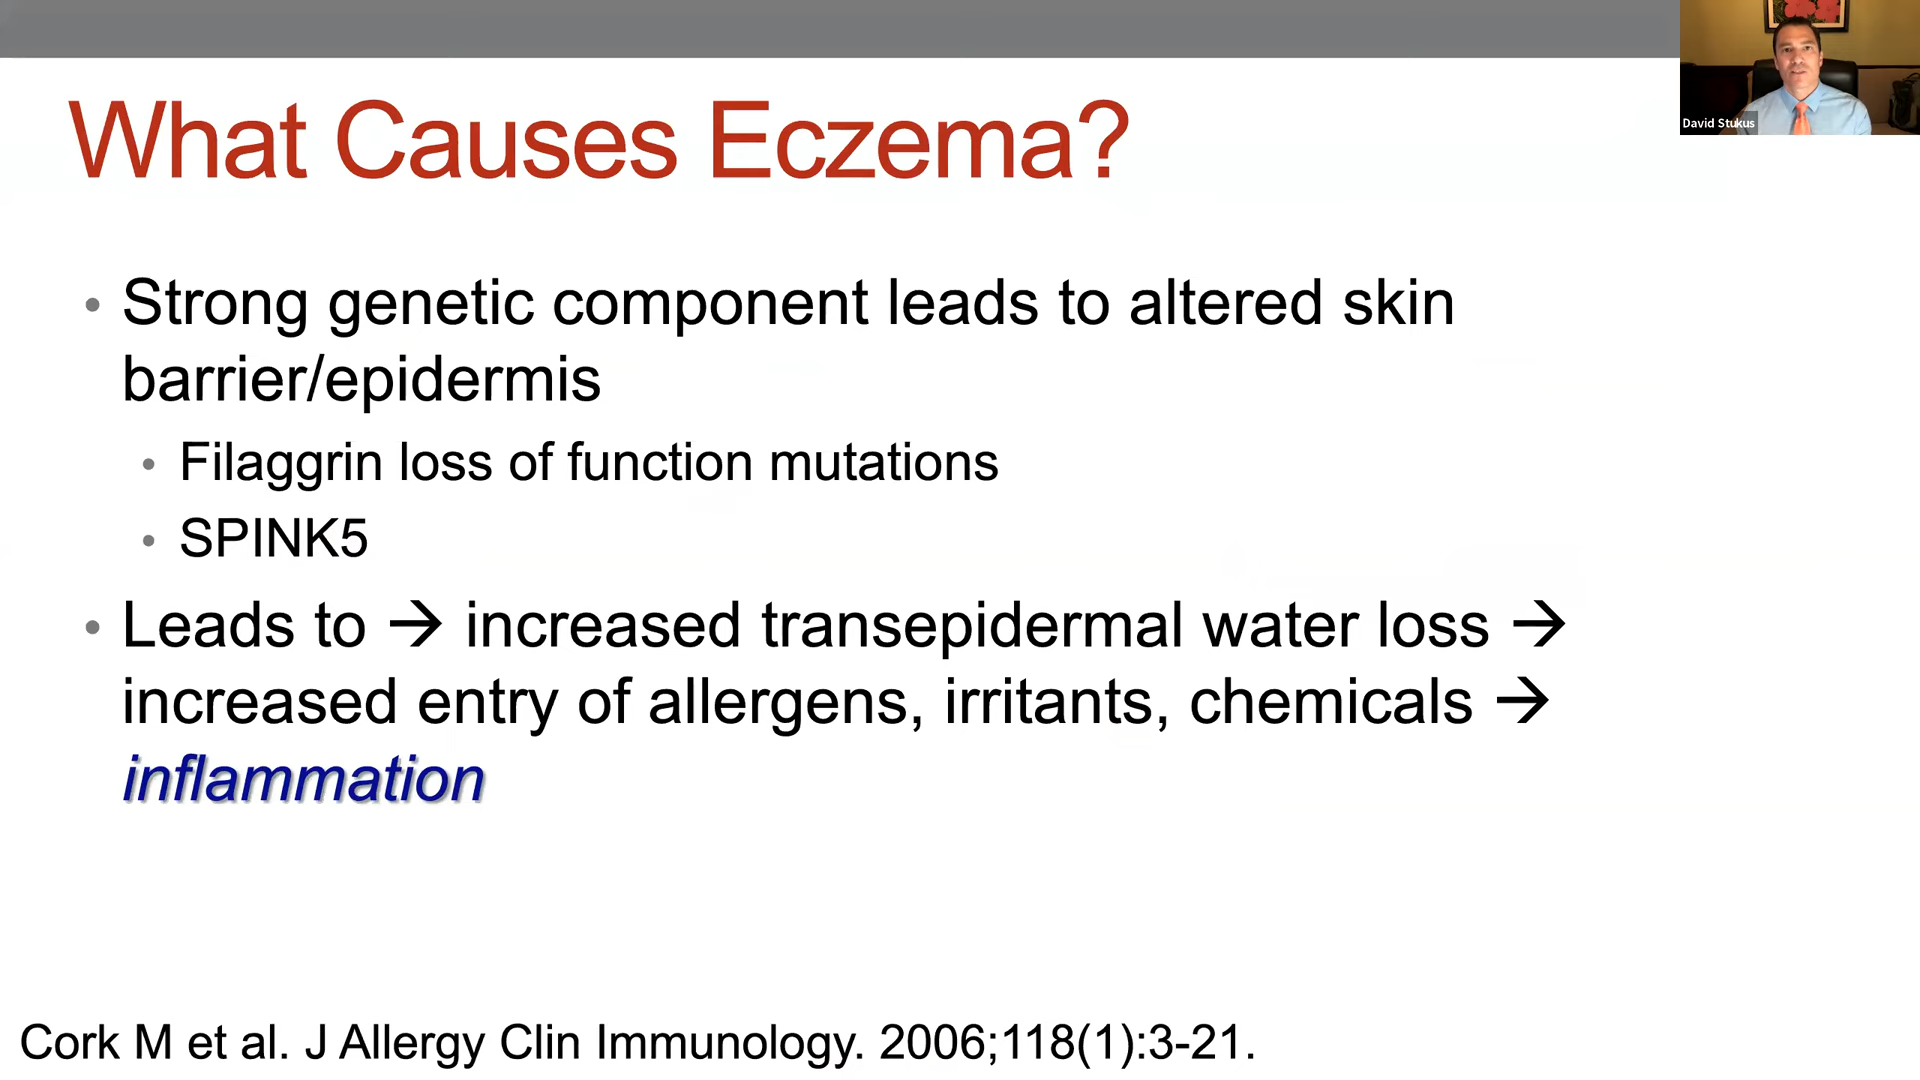 What Causes Eczema?
David Stukus
• Strong genetic component leads to altered skin
barrier/epidermis
• Filaggrin loss of function mutations
• SPINK5
• Leads to → increased transepidermal water loss →
increased entry of allergens, irritants, chemicals →
inflammation
Cork M et al. J Allergy Clin Immunology. 2006;118(1):3-21.